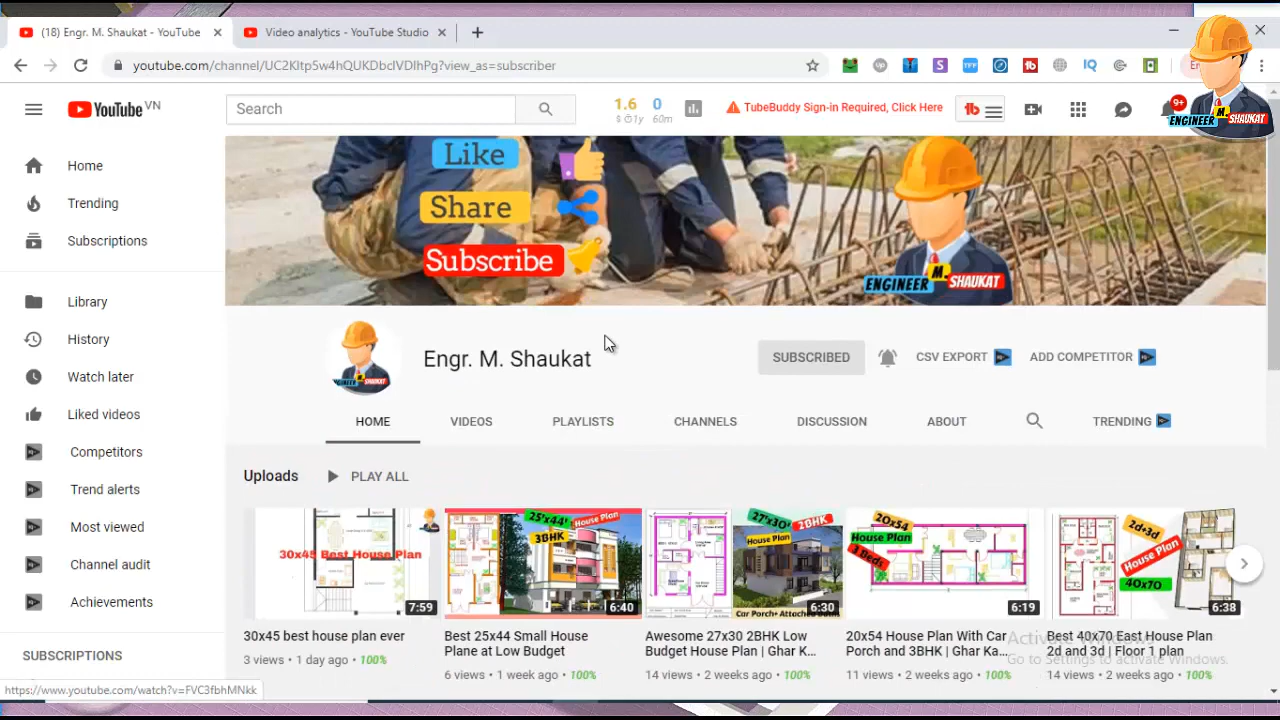 (18) Engr. M. Shaukat - YouTube
Video analytics - YouTube Studio
youtube.com/channel/UC2KItp5w4hQUKDbclVDIhPg?view_as=subscriber
YouTube VN
Search
1.6 0
$ 1y 60m
TubeBuddy Sign-in Required, Click Here
9+
ENGINEER M. SHAUKAT
Home
Trending
Subscriptions
Library
History
Watch later
Liked videos
Competitors
Trend alerts
Most viewed
Channel audit
Achievements
SUBSCRIPTIONS
Like
Share
Subscribe
ENGINEER M. SHAUKAT
Engr. M. Shaukat
SUBSCRIBED
CSV EXPORT
ADD COMPETITOR
HOME VIDEOS PLAYLISTS CHANNELS DISCUSSION ABOUT TRENDING
Uploads PLAY ALL
30x45 Best House Plan
7:59
30x45 best house plan ever
3 views • 1 day ago • 100%
25'x44' House Plan
3BHK
6:40
Best 25x44 Small House
Plane at Low Budget
6 views • 1 week ago • 100%
27'x30' 2BHK
House Plan
6:30
Awesome 27x30 2BHK Low
Budget House Plan | Ghar K...
14 views • 2 weeks ago • 100%
20x54
House Plan
3 Beds
6:19
20x54 House Plan With Car
Porch and 3BHK | Ghar Ka...
11 views • 2 weeks ago • 100%
2d+3d
House Plan
40x70
6:38
Best 40x70 East House Plan
2d and 3d | Floor 1 plan
14 views • 2 weeks ago • 100%
Activate Windows
Go to Settings to activate Windows.
https://www.youtube.com/watch?v=FVC3fbhMNkk